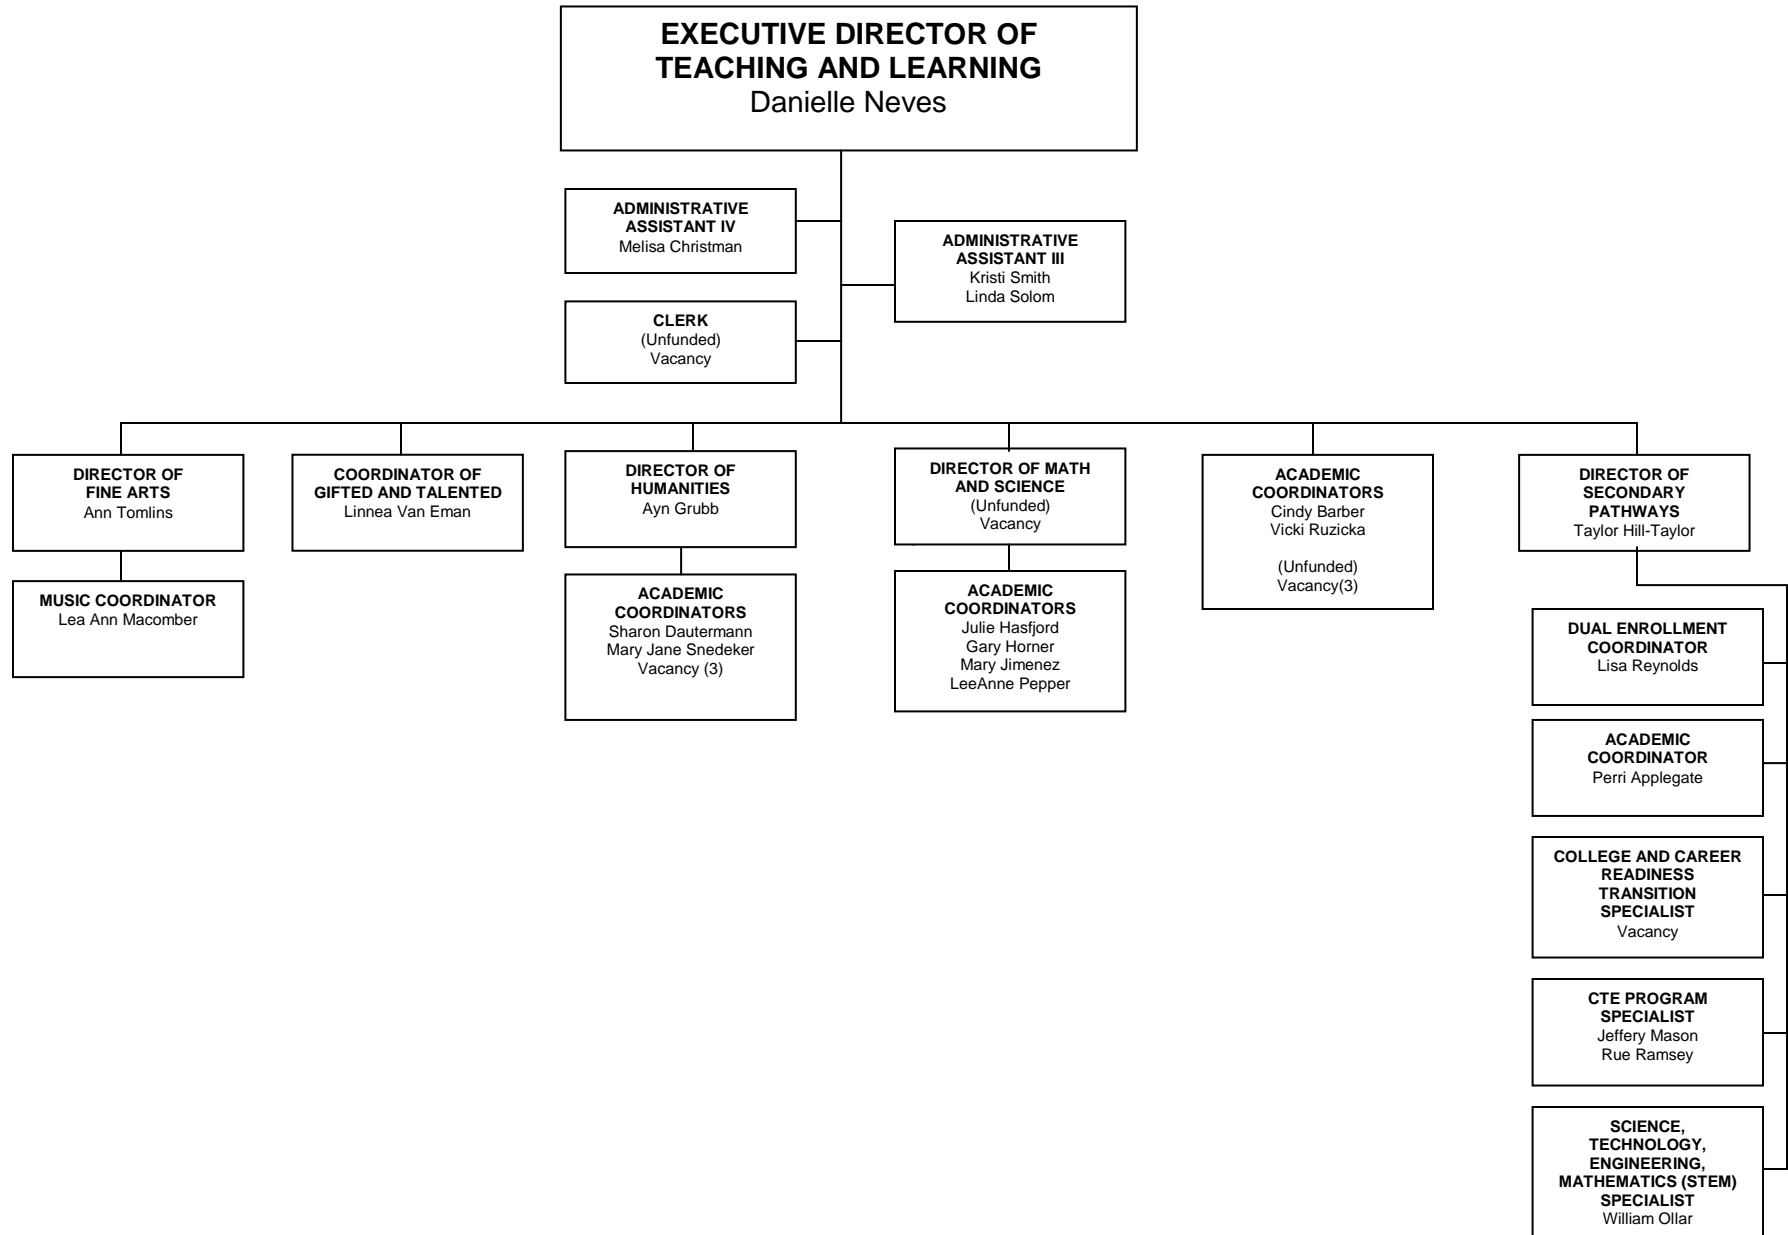 EXECUTIVE DIRECTOR OF
TEACHING AND LEARNING
Danielle Neves
ADMINISTRATIVE
ASSISTANT IV
Melisa Christman
ADMINISTRATIVE
ASSISTANT III
Kristi Smith
Linda Solom
CLERK
(Unfunded)
Vacancy
DIRECTOR OF
FINE ARTS
Ann Tomlins
MUSIC COORDINATOR
Lea Ann Macomber
COORDINATOR OF
GIFTED AND TALENTED
Linnea Van Eman
DIRECTOR OF
HUMANITIES
Ayn Grubb
ACADEMIC
COORDINATORS
Sharon Dautermann
Mary Jane Snedeker
Vacancy (3)
DIRECTOR OF MATH
AND SCIENCE
(Unfunded)
Vacancy
ACADEMIC
COORDINATORS
Julie Hasfjord
Gary Horner
Mary Jimenez
LeeAnne Pepper
ACADEMIC
COORDINATORS
Cindy Barber
Vicki Ruzicka
(Unfunded)
Vacancy(3)
DIRECTOR OF
SECONDARY
PATHWAYS
Taylor Hill-Taylor
DUAL ENROLLMENT
COORDINATOR
Lisa Reynolds
ACADEMIC
COORDINATOR
Perri Applegate
COLLEGE AND CAREER
READINESS
TRANSITION
SPECIALIST
Vacancy
CTE PROGRAM
SPECIALIST
Jeffery Mason
Rue Ramsey
SCIENCE,
TECHNOLOGY,
ENGINEERING,
MATHEMATICS (STEM)
SPECIALIST
William Ollar